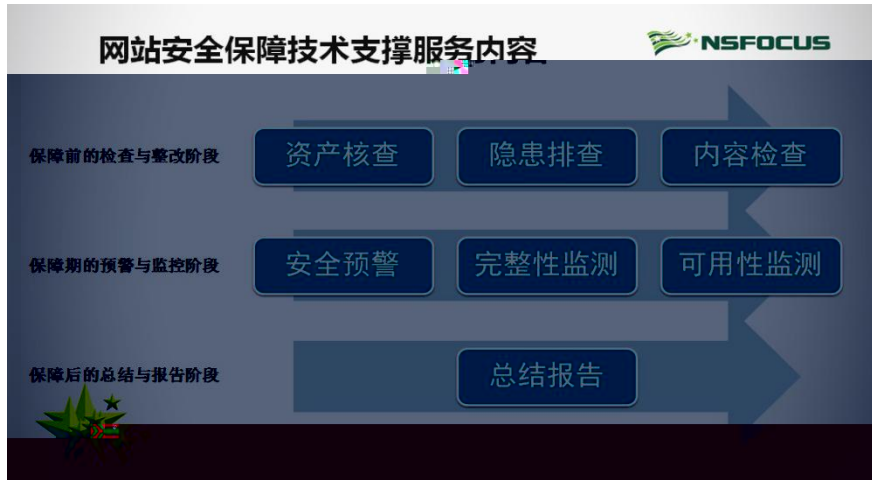 网站安全保障技术支撑服务内容
NSFOCUS
保障前的检查与整改阶段
资产核查
隐患排查
内容检查
保障期的预警与监控阶段
安全预警
完整性监测
可用性监测
保障后的总结与报告阶段
总结报告